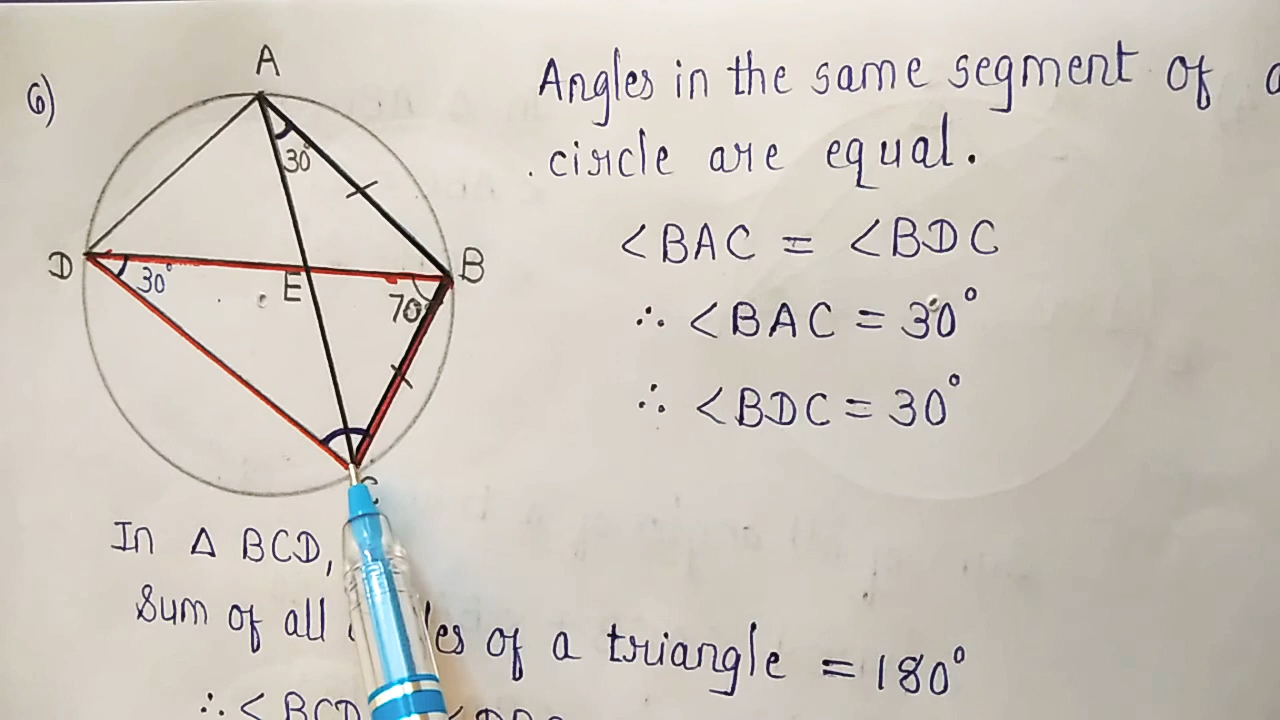 6)
A
30°
D
30°
E
B
70°
C
Angles in the same segment of a
circle are equal.
<BAC = <BDC
∴ <BAC = 30°
∴ <BDC = 30°
In Δ BCD,
Sum of all of a triangle = 180°
∴ < BCD